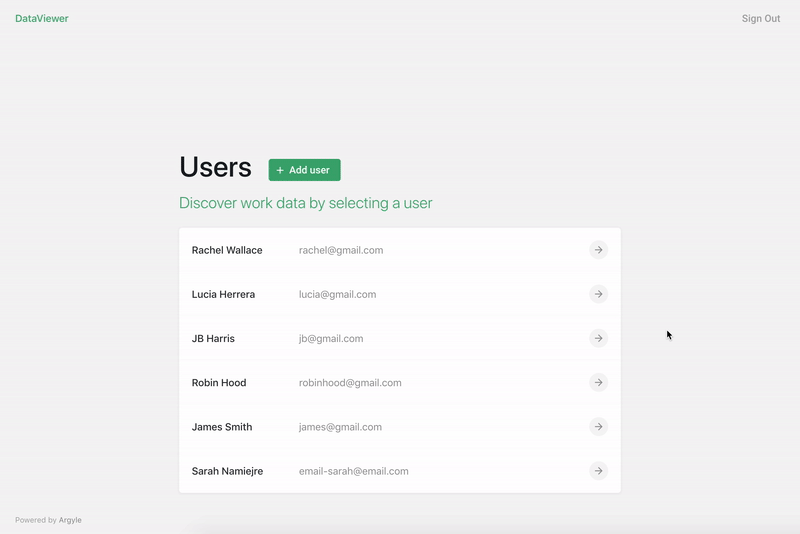 DataViewer Sign Out
Users + Add user
Discover work data by selecting a user
Rachel Wallace rachel@gmail.com
Lucia Herrera lucia@gmail.com
JB Harris jb@gmail.com
Robin Hood robinhood@gmail.com
James Smith james@gmail.com
Sarah Namiejre email-sarah@email.com
Powered by Argyle